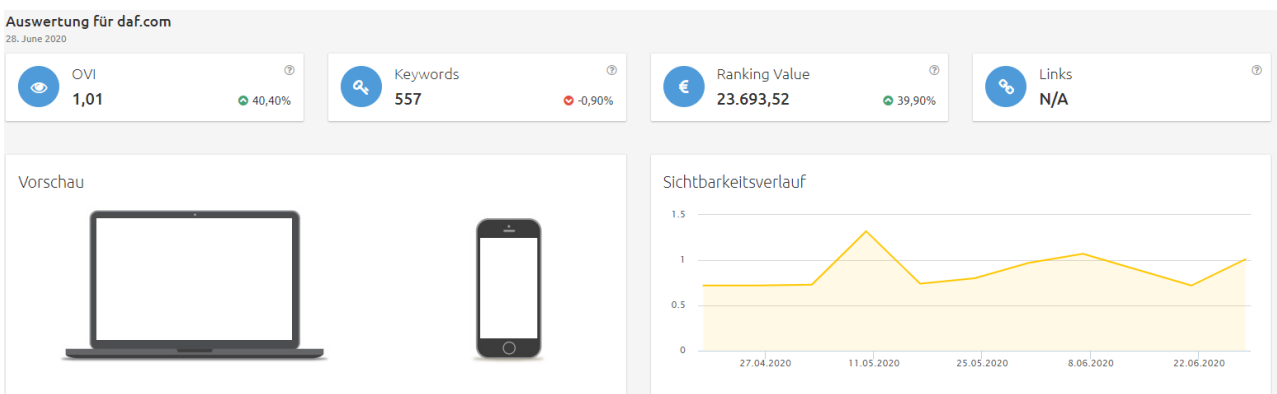 Auswertung für daf.com
28. June 2020
OVI
1,01
40,40%
Keywords
557
-0,90%
Ranking Value
23.693,52
39,90%
Links
N/A
Vorschau
Sichtbarkeitsverlauf
1.5
1
0.5
0
27.04.2020 11.05.2020 25.05.2020 8.06.2020 22.06.2020